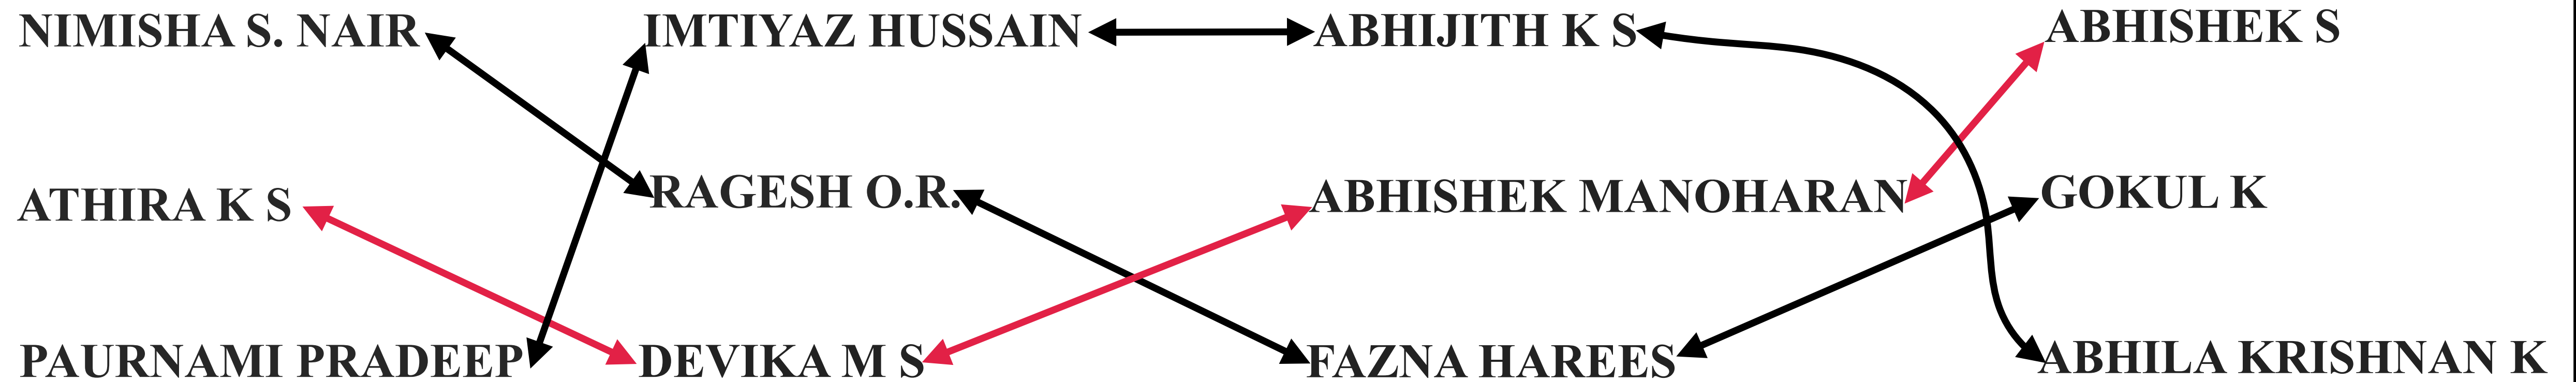 NIMISHA S. NAIR IMTIYAZ HUSSAIN ABHIJITH K S ABHISHEK S
ATHIRA K S RAGESH O.R. ABHISHEK MANOHARAN GOKUL K
PAURNAMI PRADEEP DEVIKA M S FAZNA HAREES ABHILA KRISHNAN K